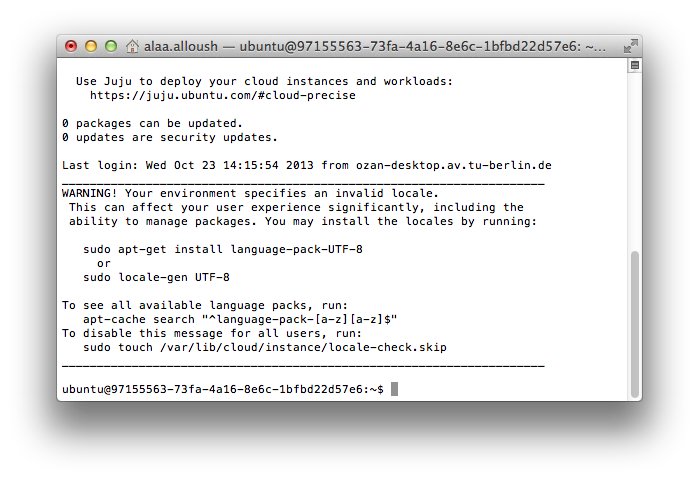 alaa.alloush — ubuntu@97155563-73fa-4a16-8e6c-1bfbd22d57e6: ~...
Use Juju to deploy your cloud instances and workloads:
https://juju.ubuntu.com/#cloud-precise
0 packages can be updated.
0 updates are security updates.
Last login: Wed Oct 23 14:15:54 2013 from ozan-desktop.av.tu-berlin.de
_____________________________________________________________________
WARNING! Your environment specifies an invalid locale.
This can affect your user experience significantly, including the
ability to manage packages. You may install the locales by running:
sudo apt-get install language-pack-UTF-8
or
sudo locale-gen UTF-8
To see all available language packs, run:
apt-cache search "^language-pack-[a-z][a-z]$"
To disable this message for all users, run:
sudo touch /var/lib/cloud/instance/locale-check.skip
_____________________________________________________________________
ubuntu@97155563-73fa-4a16-8e6c-1bfbd22d57e6:~$